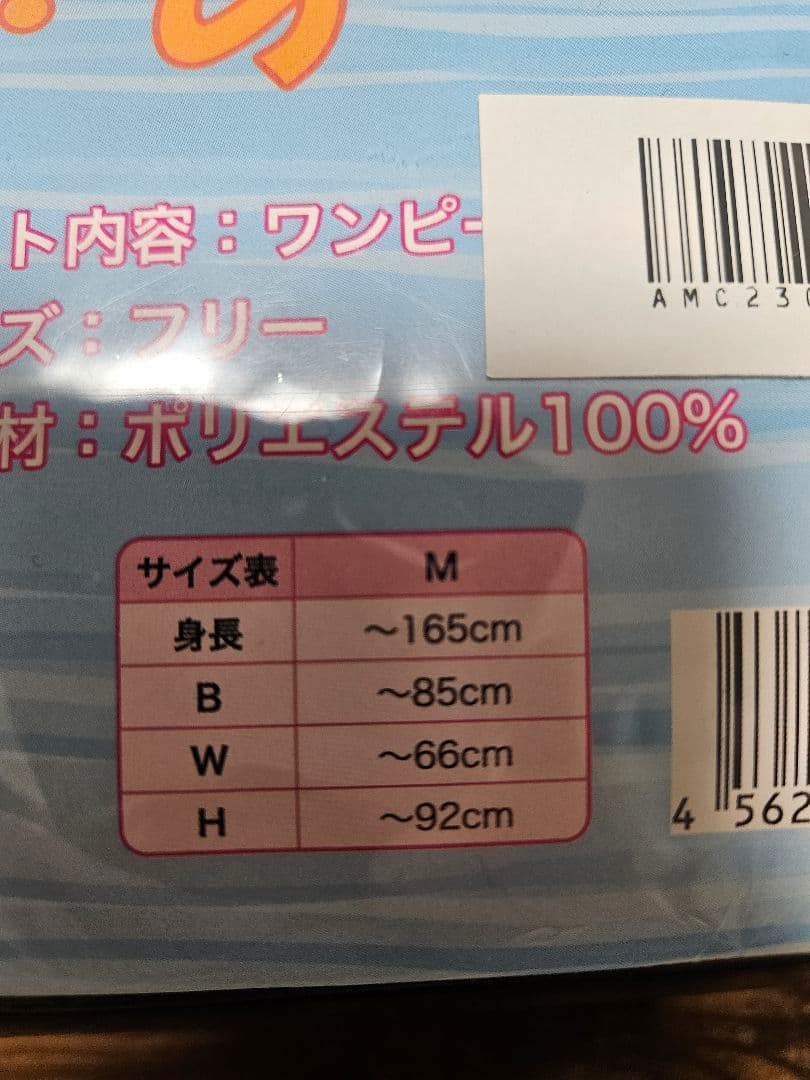 ト内容：ワンピー
AMC230
ズ：フリー
材：ポリエステル100%
サイズ表 M
身長 〜165cm
B 〜85cm
W 〜66cm
H 〜92cm
4 562